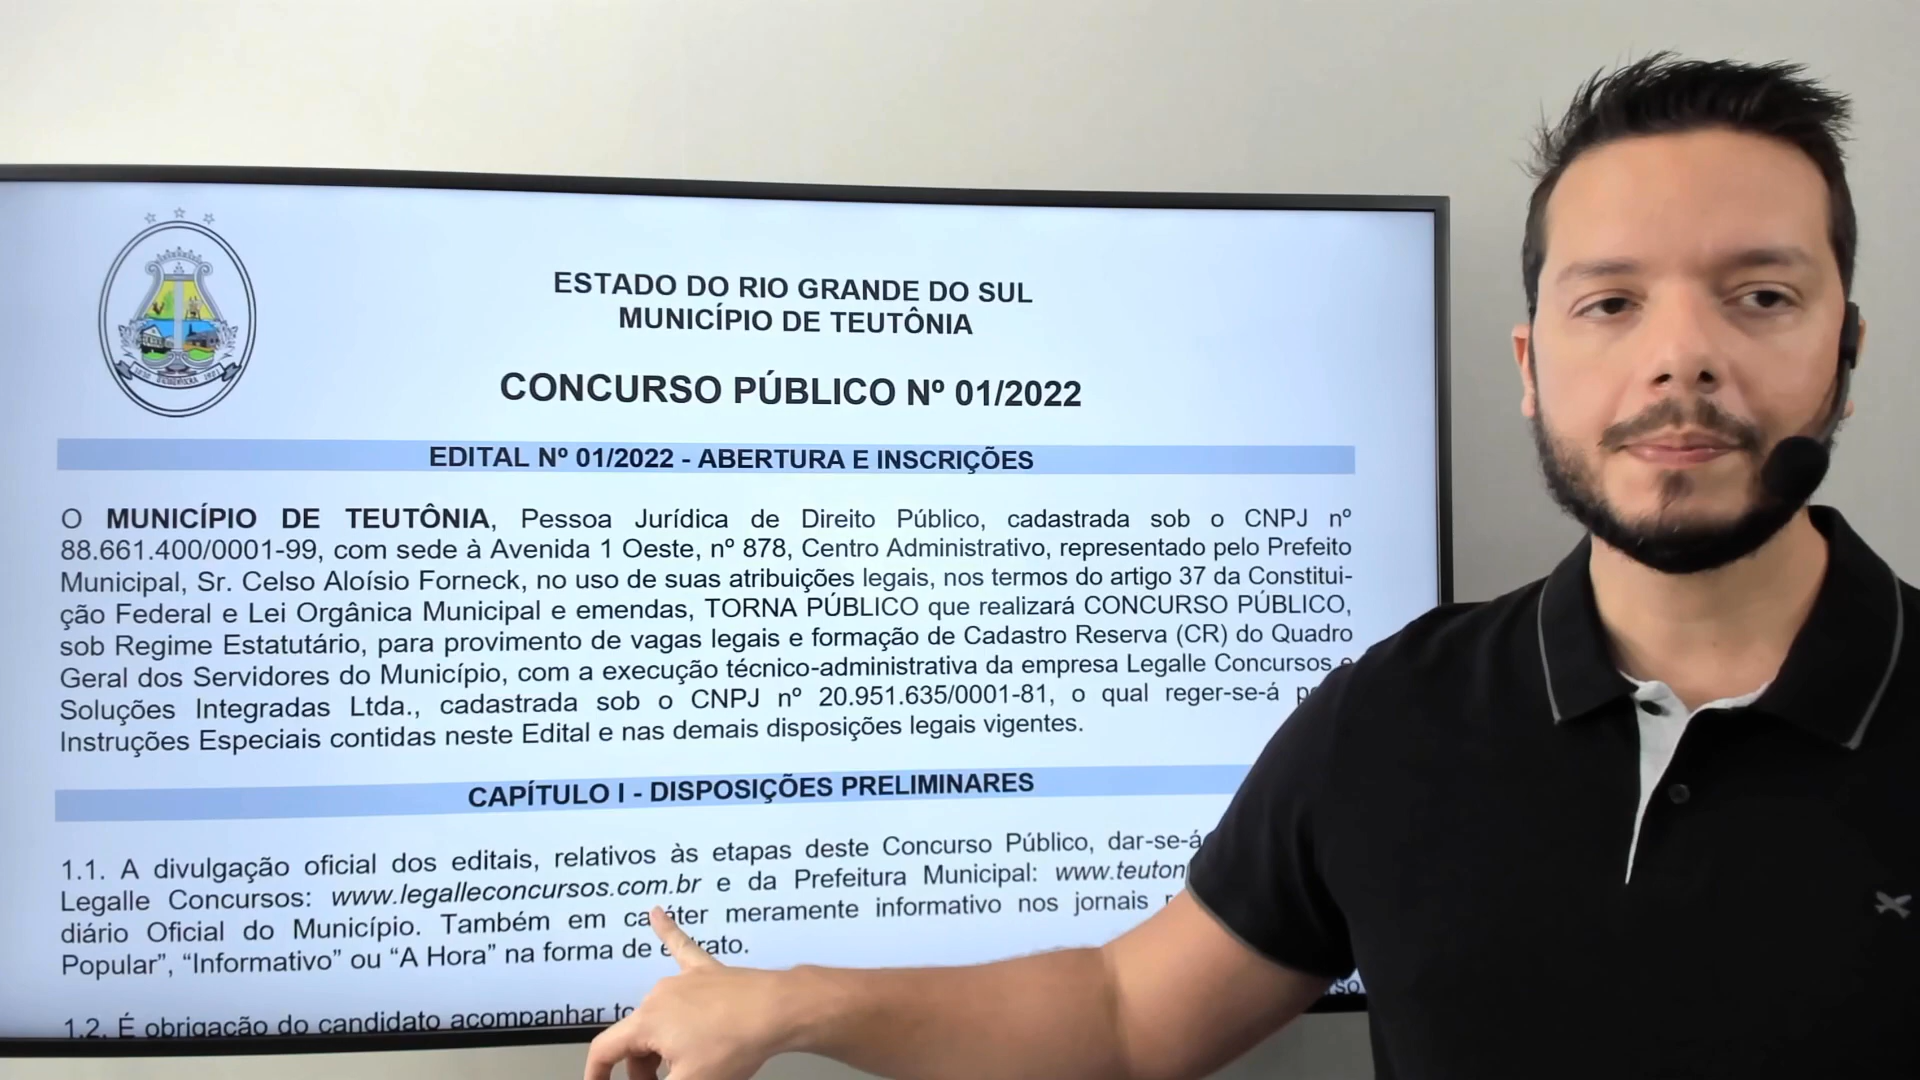 ESTADO DO RIO GRANDE DO SUL
MUNICÍPIO DE TEUTÔNIA
CONCURSO PÚBLICO Nº 01/2022
EDITAL Nº 01/2022 - ABERTURA E INSCRIÇÕES
O MUNICÍPIO DE TEUTÔNIA, Pessoa Jurídica de Direito Público, cadastrada sob o CNPJ nº
88.661.400/0001-99, com sede à Avenida 1 Oeste, nº 878, Centro Administrativo, representado pelo Prefeito
Municipal, Sr. Celso Aloísio Forneck, no uso de suas atribuições legais, nos termos do artigo 37 da Constitui-
ção Federal e Lei Orgânica Municipal e emendas, TORNA PÚBLICO que realizará CONCURSO PÚBLICO,
sob Regime Estatutário, para provimento de vagas legais e formação de Cadastro Reserva (CR) do Quadro
Geral dos Servidores do Município, com a execução técnico-administrativa da empresa Legalle Concursos e
Soluções Integradas Ltda., cadastrada sob o CNPJ nº 20.951.635/0001-81, o qual reger-se-á
Instruções Especiais contidas neste Edital e nas demais disposições legais vigentes.
CAPÍTULO I - DISPOSIÇÕES PRELIMINARES
1.1. A divulgação oficial dos editais, relativos às etapas deste Concurso Público, dar-se-á
Legalle Concursos: www.legalleconcursos.com.br e da Prefeitura Municipal: www.teuton
diário Oficial do Município. Também em caráter meramente informativo nos jornais
Popular”, “Informativo” ou “A Hora” na forma de extrato.
1.2. É obrigação do candidato acompanhar